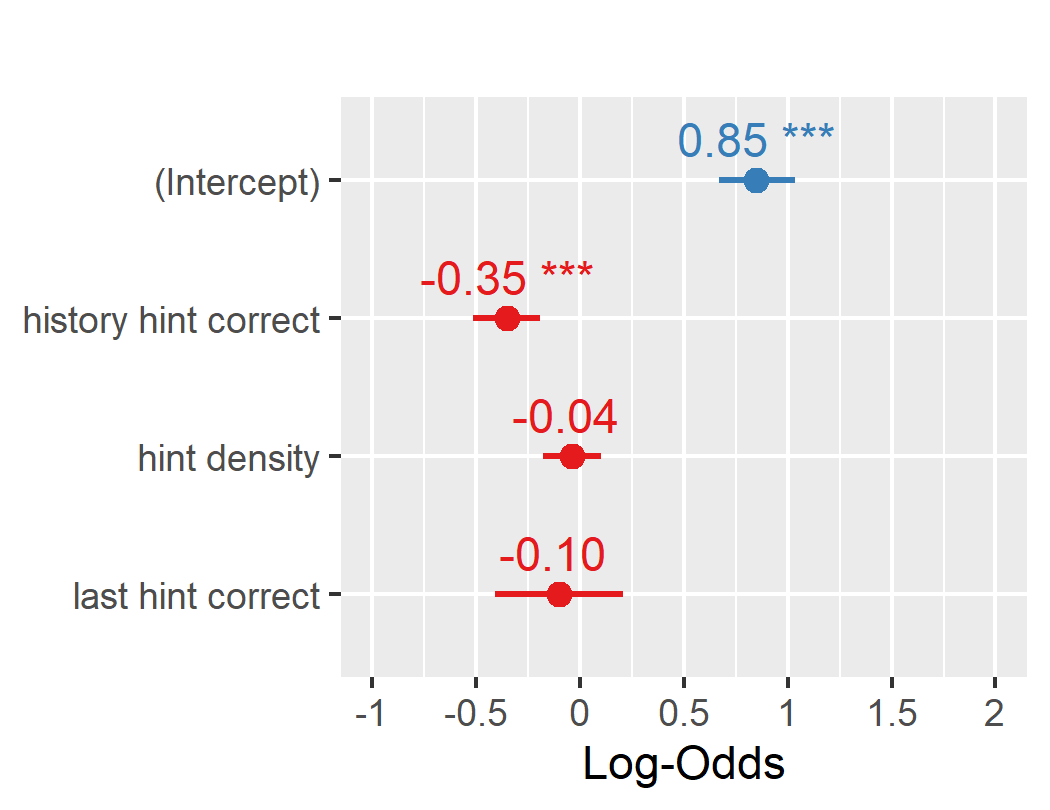 0.85 ***
(Intercept)
-0.35 ***
history hint correct
-0.04
hint density
-0.10
last hint correct
-1 -0.5 0 0.5 1 1.5 2
Log-Odds